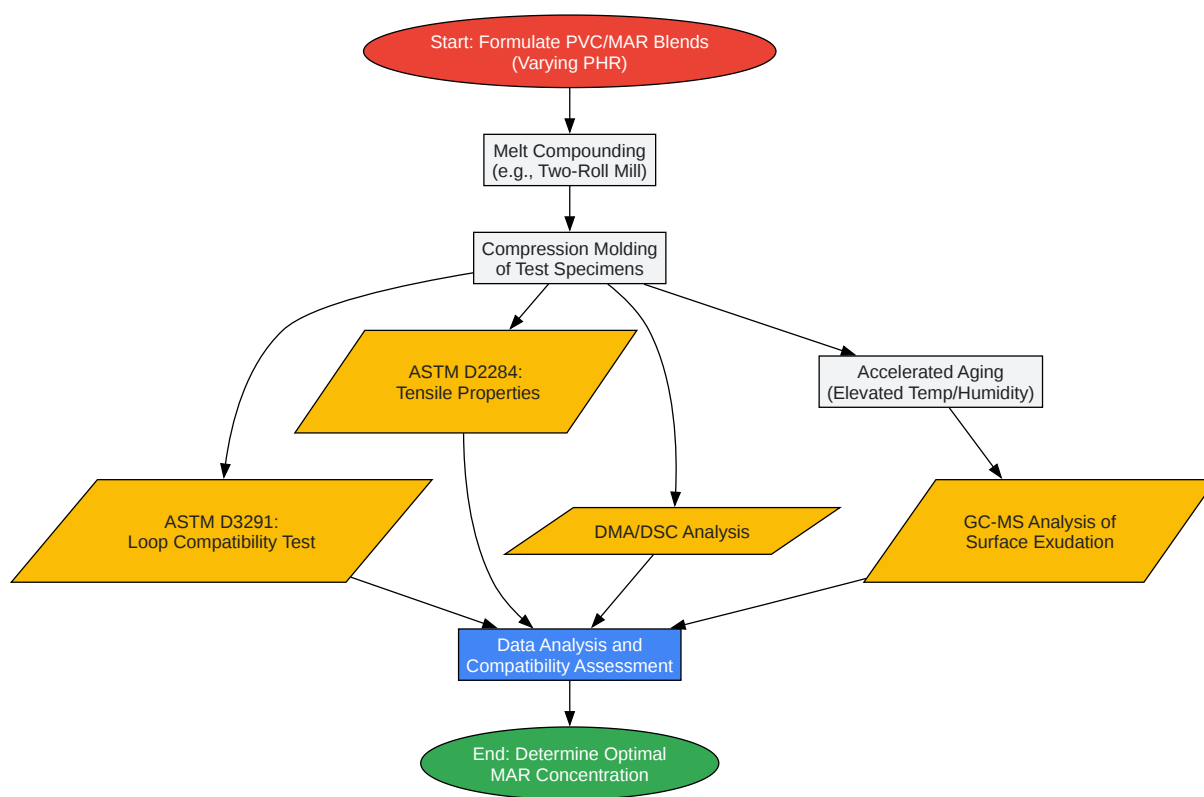 Start: Formulate PVC/MAR Blends
(Varying PHR)
Melt Compounding
(e.g., Two-Roll Mill)
Compression Molding
of Test Specimens
ASTM D2284:
Tensile Properties
Accelerated Aging
(Elevated Temp/Humidity)
ASTM D3291:
Loop Compatibility Test
DMA/DSC Analysis
GC-MS Analysis of
Surface Exudation
Data Analysis and
Compatibility Assessment
End: Determine Optimal
MAR Concentration